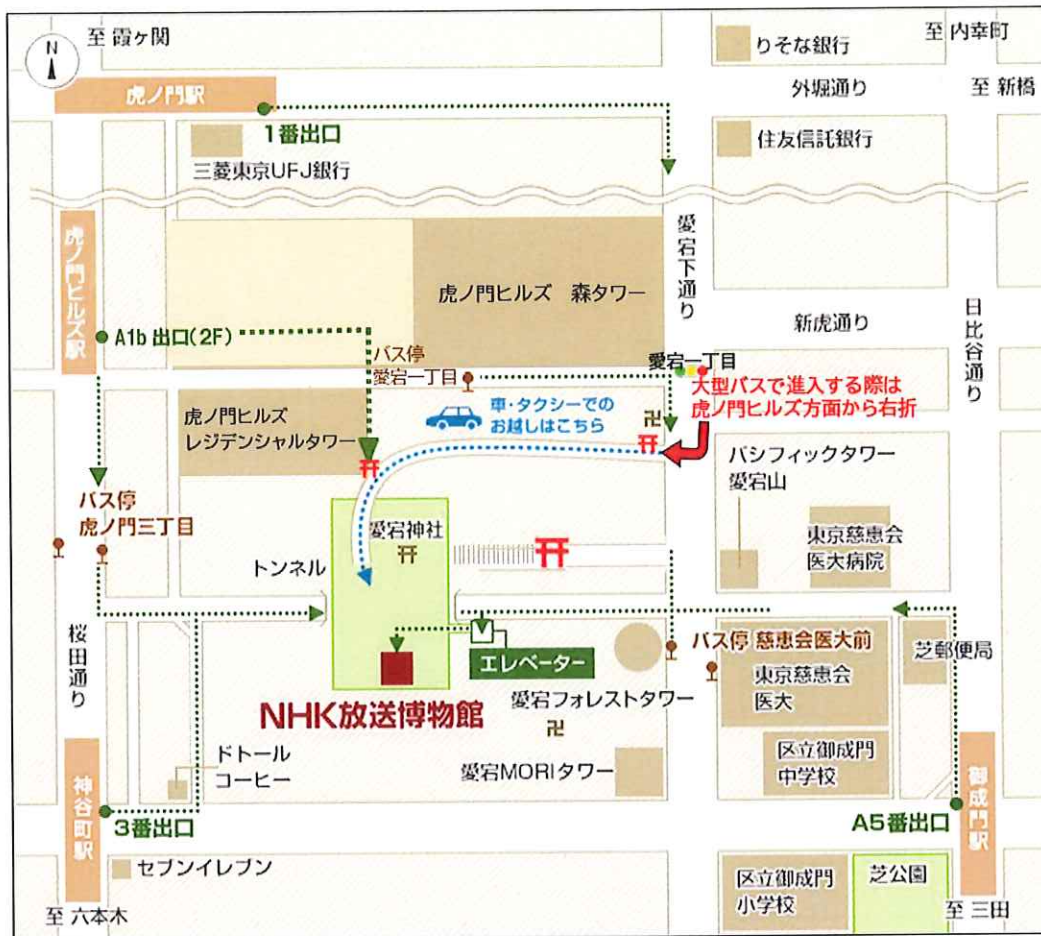 至 霞ヶ関
N
りそな銀行
至 内幸町
虎ノ門駅
外堀通り
至 新橋
1番出口
住友信託銀行
三菱東京UFJ銀行
虎ノ門ヒルズ駅
愛宕下通り
虎ノ門ヒルズ 森タワー
日比谷通り
新虎通り
A1b 出口(2F)
バス停
愛宕一丁目
愛宕一丁目
大型バスで進入する際は
虎ノ門ヒルズ方面から右折
車・タクシーでの
お越しはこちら
虎ノ門ヒルズ
レジデンシャルタワー
卍
パシフィックタワー
愛宕山
バス停
虎ノ門三丁目
愛宕神社
東京慈恵会
医大病院
トンネル
桜田通り
エレベーター
バス停 慈恵会医大前
芝郵便局
NHK放送博物館
愛宕フォレストタワー
東京慈恵会
医大
卍
ドトール
コーヒー
愛宕MORIタワー
区立御成門
中学校
神谷町駅
3番出口
A5番出口
御成門駅
セブンイレブン
区立御成門
小学校
芝公園
至 六本木
至 三田